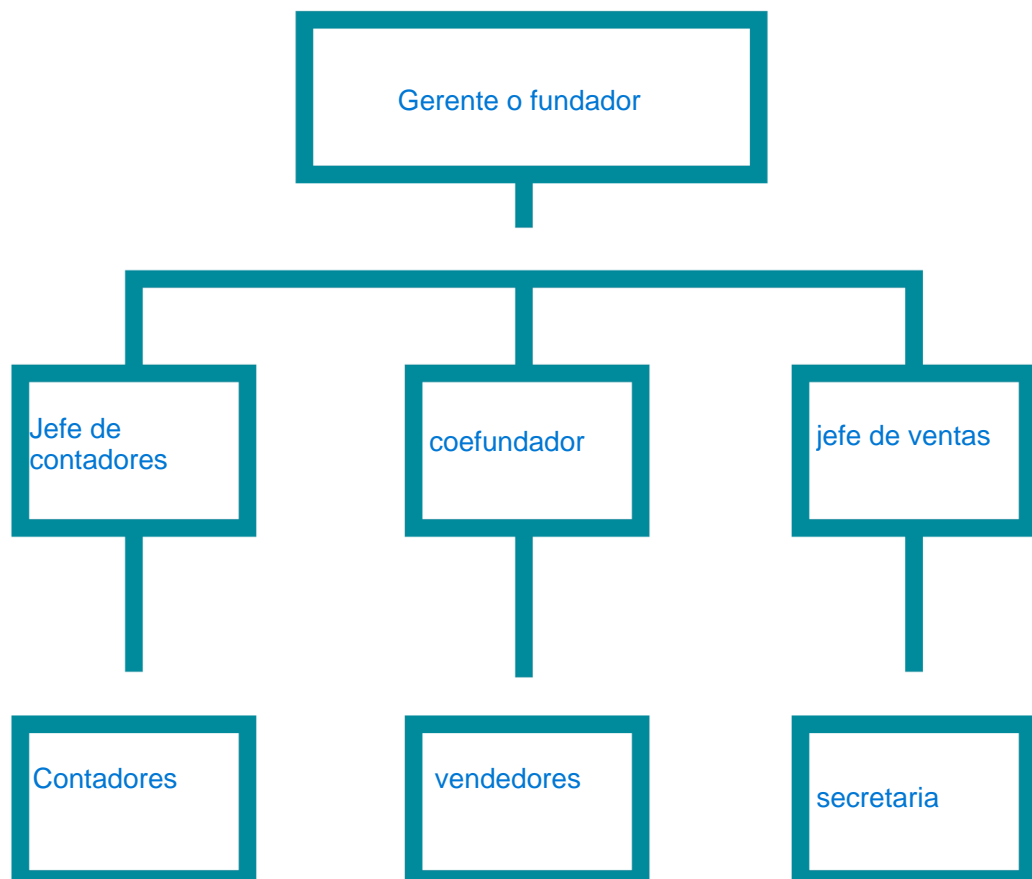 Gerente o fundador
Jefe de
contadores
coefundador
jefe de ventas
Contadores
vendedores
secretaria